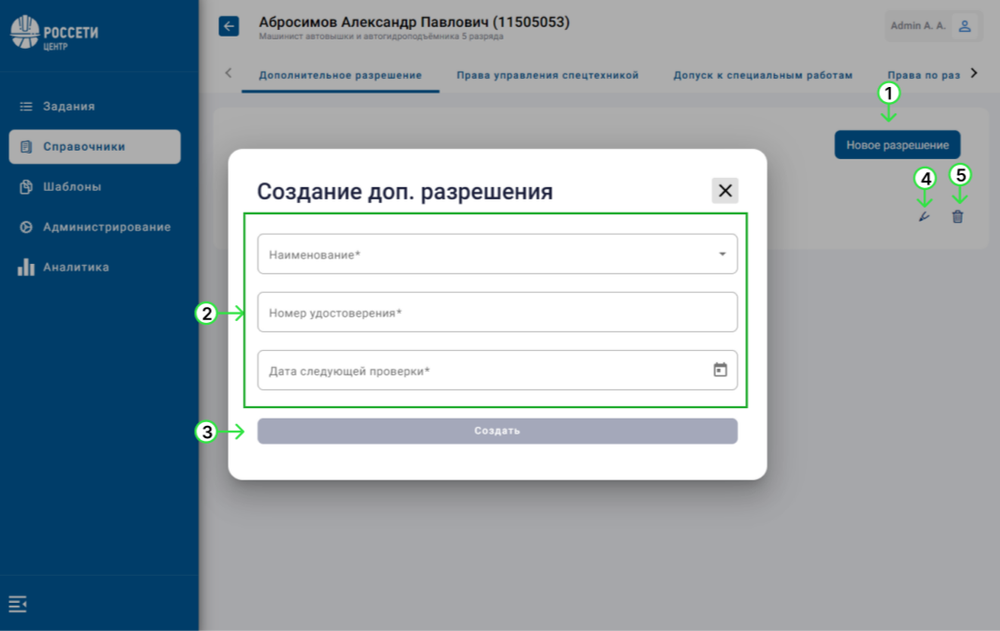 РОССЕТИ
ЦЕНТР
Задания
Справочники
Шаблоны
Администрирование
Аналитика
Абросимов Александр Павлович (11505053)
Машинист автовышки и автогидроподъёмника 5 разряда
Admin A. A.
Дополнительное разрешение
Права управления спецтехникой
Допуск к специальным работам
Права по раз
1
Новое разрешение
4
5
Создание доп. разрешения
Наименование*
2
Номер удостоверения*
Дата следующей проверки*
3
Создать